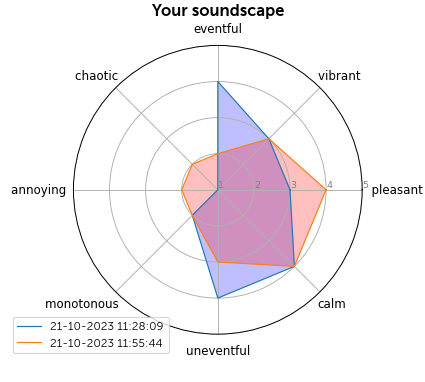 Your soundscape
eventful
chaotic
vibrant
annoying
1 2 3 4 5
pleasant
monotonous
calm
uneventful
21-10-2023 11:28:09
21-10-2023 11:55:44